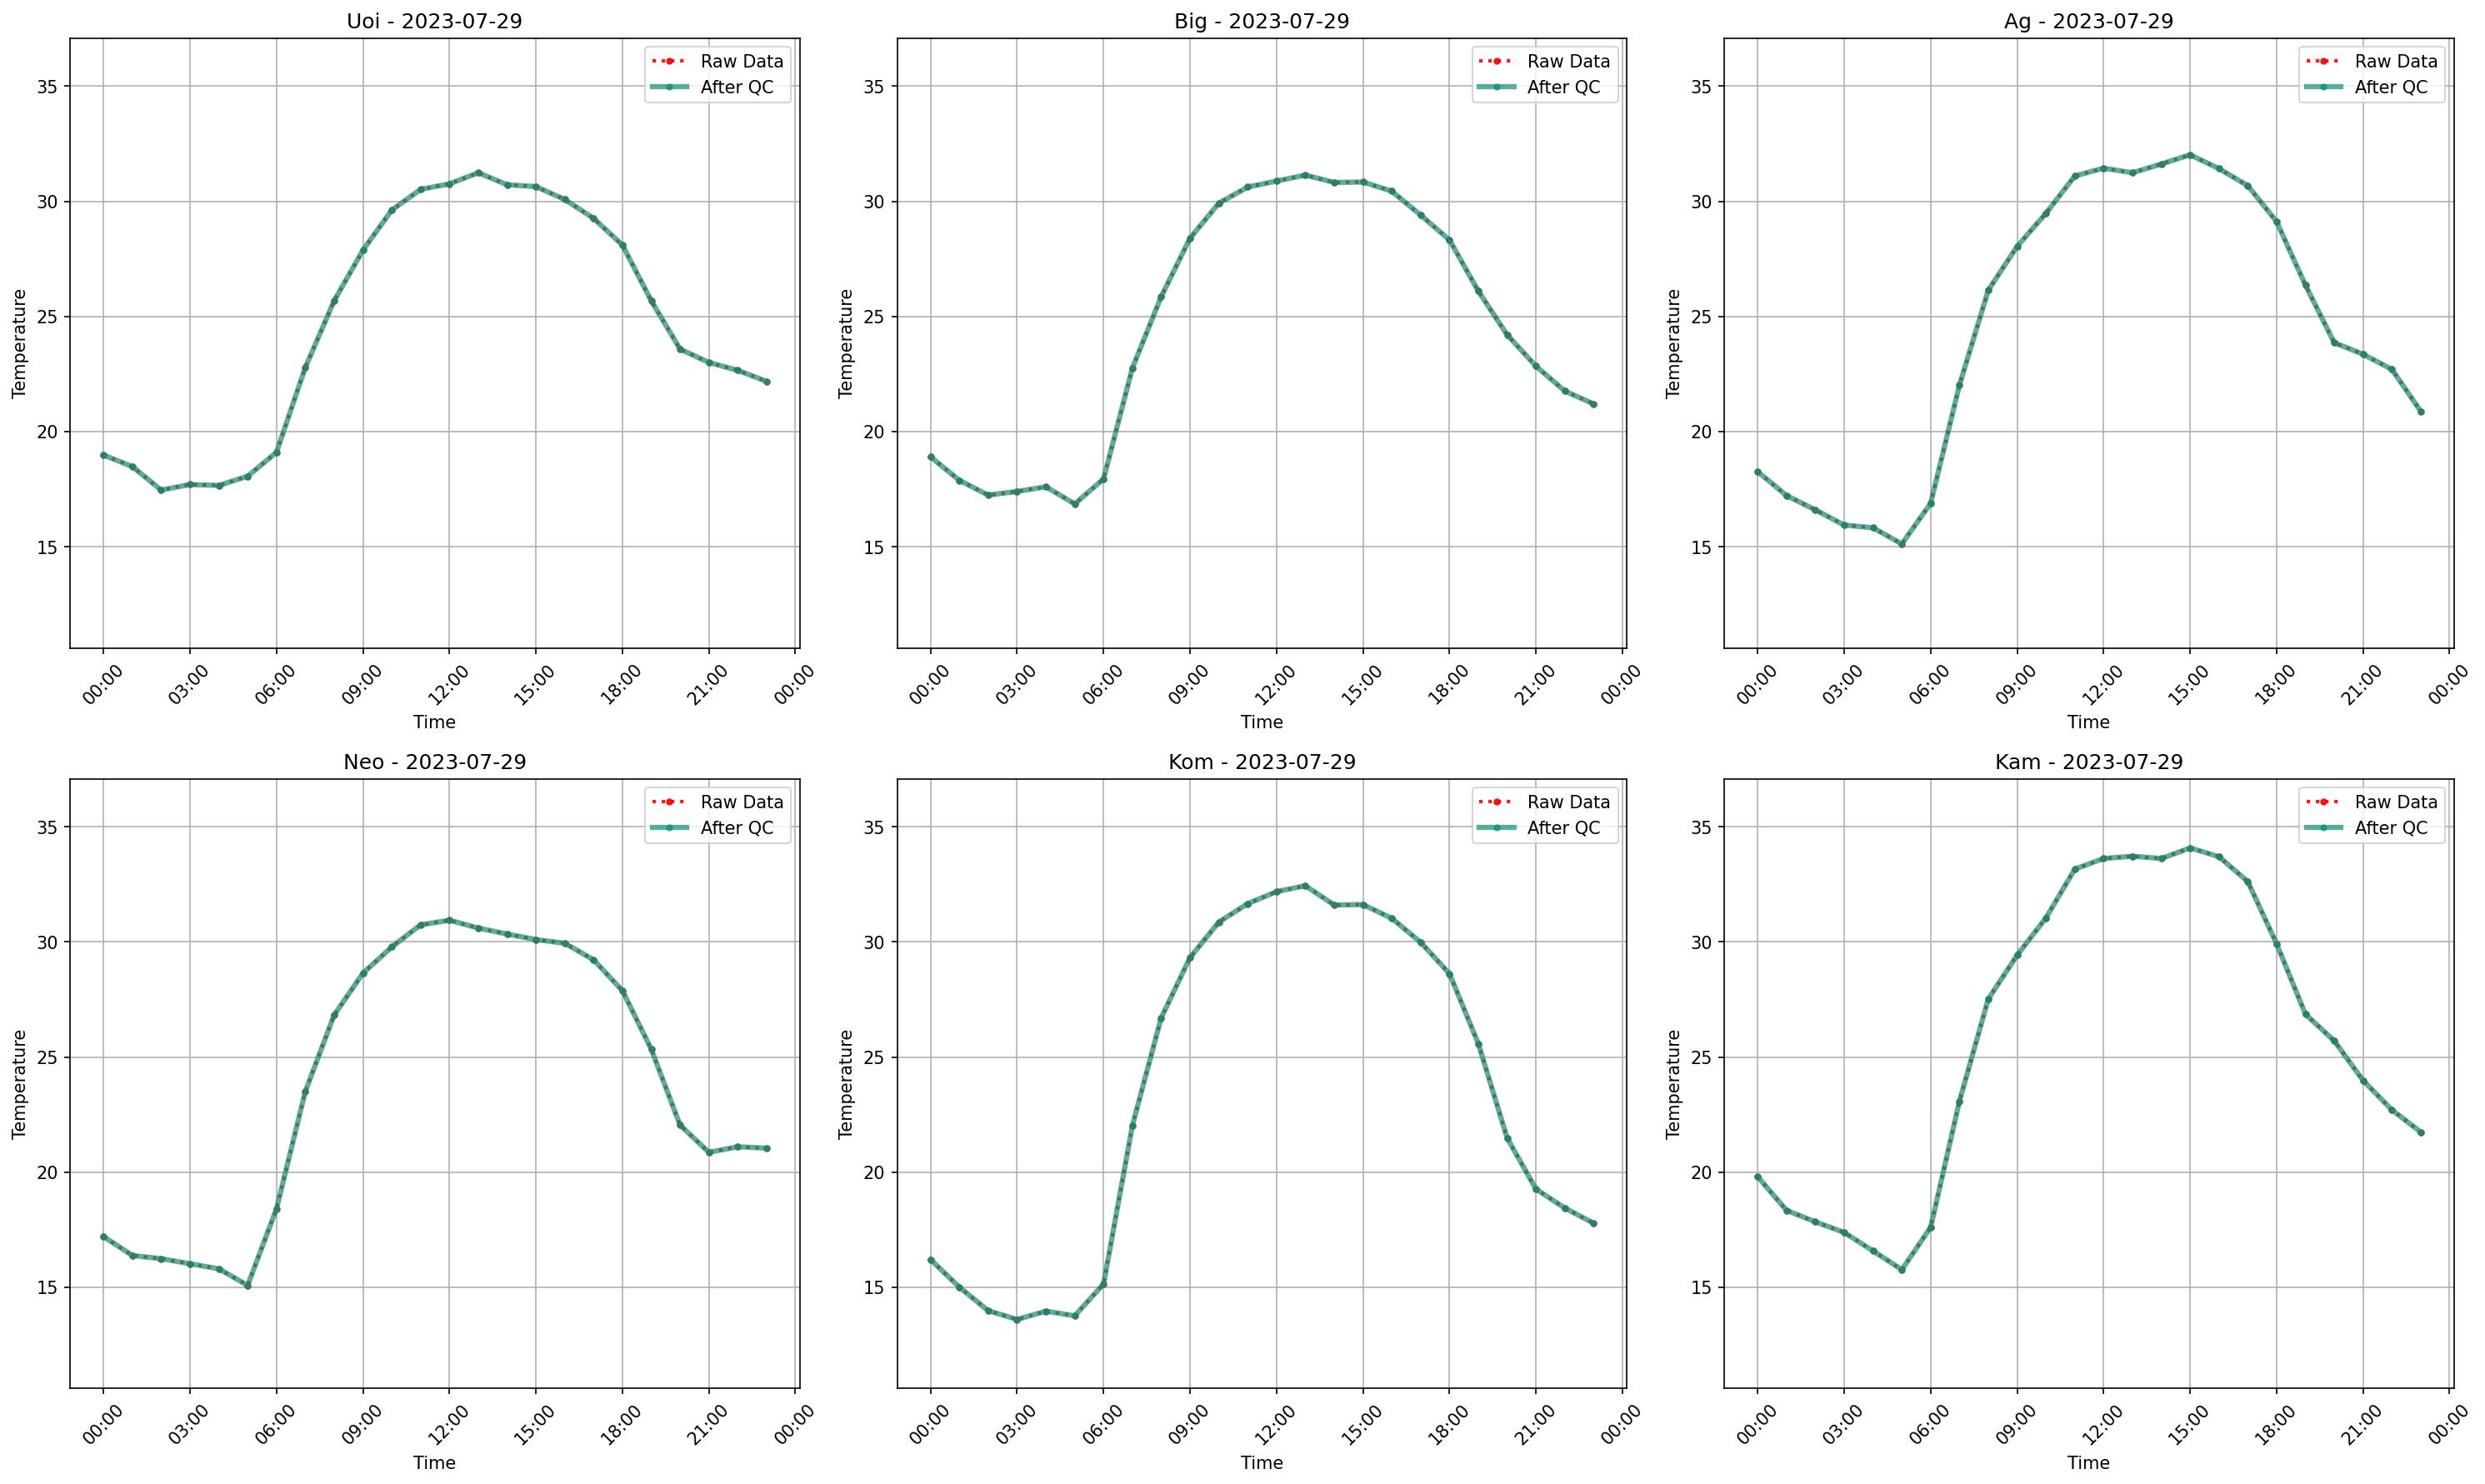 Uoi - 2023-07-29
Raw Data
After QC
35
30
25
20
15
Temperature
00:00
03:00
06:00
09:00
12:00
15:00
18:00
21:00
00:00
Time
Big - 2023-07-29
Raw Data
After QC
35
30
25
20
15
Temperature
00:00
03:00
06:00
09:00
12:00
15:00
18:00
21:00
00:00
Time
Ag - 2023-07-29
Raw Data
After QC
35
30
25
20
15
Temperature
00:00
03:00
06:00
09:00
12:00
15:00
18:00
21:00
00:00
Time
Neo - 2023-07-29
Raw Data
After QC
35
30
25
20
15
Temperature
00:00
03:00
06:00
09:00
12:00
15:00
18:00
21:00
00:00
Time
Kom - 2023-07-29
Raw Data
After QC
35
30
25
20
15
Temperature
00:00
03:00
06:00
09:00
12:00
15:00
18:00
21:00
00:00
Time
Kam - 2023-07-29
Raw Data
After QC
35
30
25
20
15
Temperature
00:00
03:00
06:00
09:00
12:00
15:00
18:00
21:00
00:00
Time